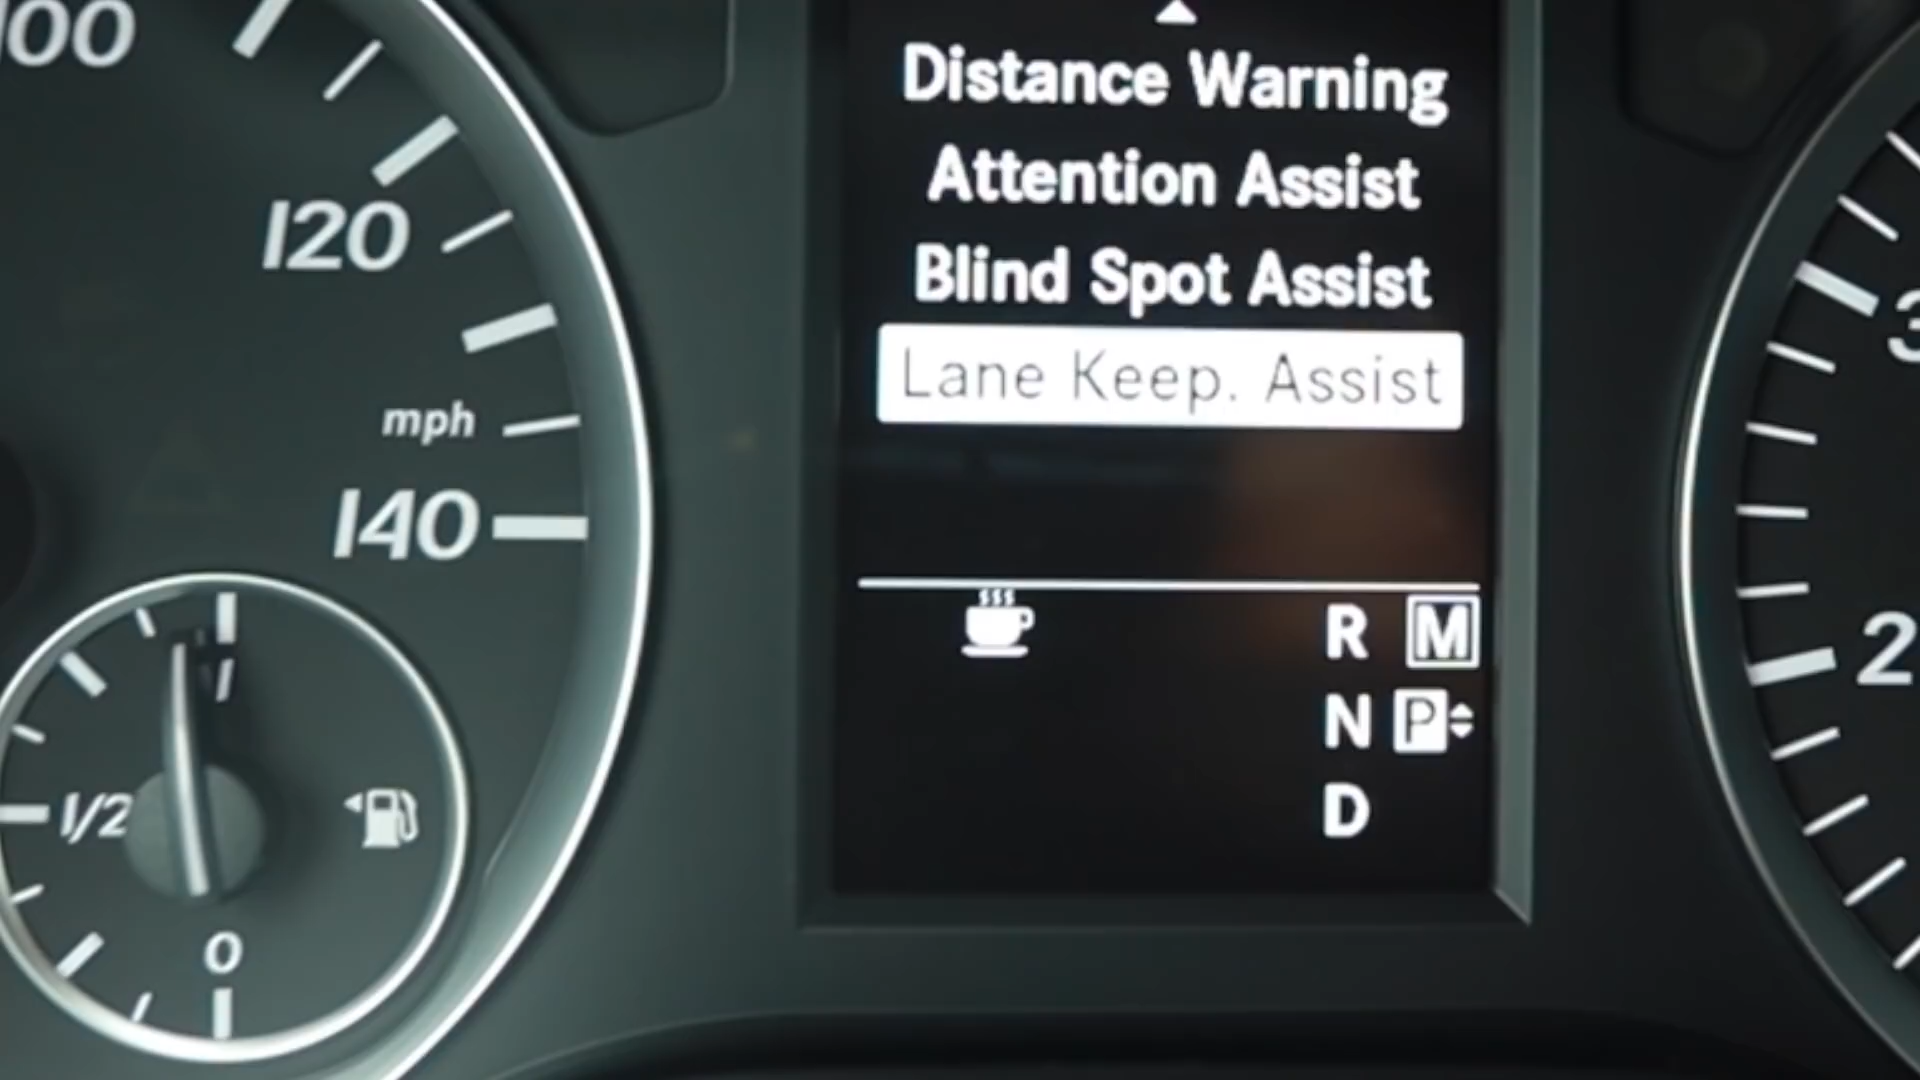 100
120
mph
140
1
1/2
0
Distance Warning
Attention Assist
Blind Spot Assist
Lane Keep. Assist
R M
N P
D
3
2